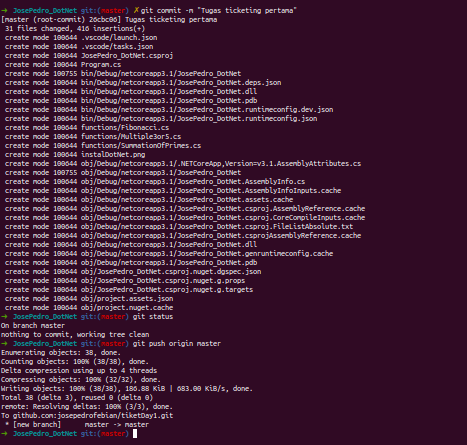 ➜ JosePedro_DotNet git:(master) ✗ git commit -m "Tugas ticketing pertama"
[master (root-commit) 26cbc06] Tugas ticketing pertama
31 files changed, 416 insertions(+)
create mode 100644 .vscode/launch.json
create mode 100644 .vscode/tasks.json
create mode 100644 JosePedro_DotNet.csproj
create mode 100644 Program.cs
create mode 100755 bin/Debug/netcoreapp3.1/JosePedro_DotNet
create mode 100644 bin/Debug/netcoreapp3.1/JosePedro_DotNet.deps.json
create mode 100644 bin/Debug/netcoreapp3.1/JosePedro_DotNet.dll
create mode 100644 bin/Debug/netcoreapp3.1/JosePedro_DotNet.pdb
create mode 100644 bin/Debug/netcoreapp3.1/JosePedro_DotNet.runtimeconfig.dev.json
create mode 100644 bin/Debug/netcoreapp3.1/JosePedro_DotNet.runtimeconfig.json
create mode 100644 functions/Fibonacci.cs
create mode 100644 functions/Multiple3or5.cs
create mode 100644 functions/SummationOfPrimes.cs
create mode 100644 instalDotNet.png
create mode 100644 obj/Debug/netcoreapp3.1/.NETCoreApp,Version=v3.1.AssemblyAttributes.cs
create mode 100755 obj/Debug/netcoreapp3.1/JosePedro_DotNet
create mode 100644 obj/Debug/netcoreapp3.1/JosePedro_DotNet.AssemblyInfo.cs
create mode 100644 obj/Debug/netcoreapp3.1/JosePedro_DotNet.AssemblyInfoInputs.cache
create mode 100644 obj/Debug/netcoreapp3.1/JosePedro_DotNet.assets.cache
create mode 100644 obj/Debug/netcoreapp3.1/JosePedro_DotNet.csproj.AssemblyReference.cache
create mode 100644 obj/Debug/netcoreapp3.1/JosePedro_DotNet.csproj.CoreCompileInputs.cache
create mode 100644 obj/Debug/netcoreapp3.1/JosePedro_DotNet.csproj.FileListAbsolute.txt
create mode 100644 obj/Debug/netcoreapp3.1/JosePedro_DotNet.csprojAssemblyReference.cache
create mode 100644 obj/Debug/netcoreapp3.1/JosePedro_DotNet.dll
create mode 100644 obj/Debug/netcoreapp3.1/JosePedro_DotNet.genruntimeconfig.cache
create mode 100644 obj/Debug/netcoreapp3.1/JosePedro_DotNet.pdb
create mode 100644 obj/JosePedro_DotNet.csproj.nuget.dgspec.json
create mode 100644 obj/JosePedro_DotNet.csproj.nuget.g.props
create mode 100644 obj/JosePedro_DotNet.csproj.nuget.g.targets
create mode 100644 obj/project.assets.json
create mode 100644 obj/project.nuget.cache
➜ JosePedro_DotNet git:(master) git status
On branch master
nothing to commit, working tree clean
➜ JosePedro_DotNet git:(master) git push origin master
Enumerating objects: 38, done.
Counting objects: 100% (38/38), done.
Delta compression using up to 4 threads
Compressing objects: 100% (32/32), done.
Writing objects: 100% (38/38), 186.88 KiB | 683.00 KiB/s, done.
Total 38 (delta 3), reused 0 (delta 0)
remote: Resolving deltas: 100% (3/3), done.
To github.com:josepedrofebian/tiketDay1.git
* [new branch] master -> master
➜ JosePedro_DotNet git:(master)